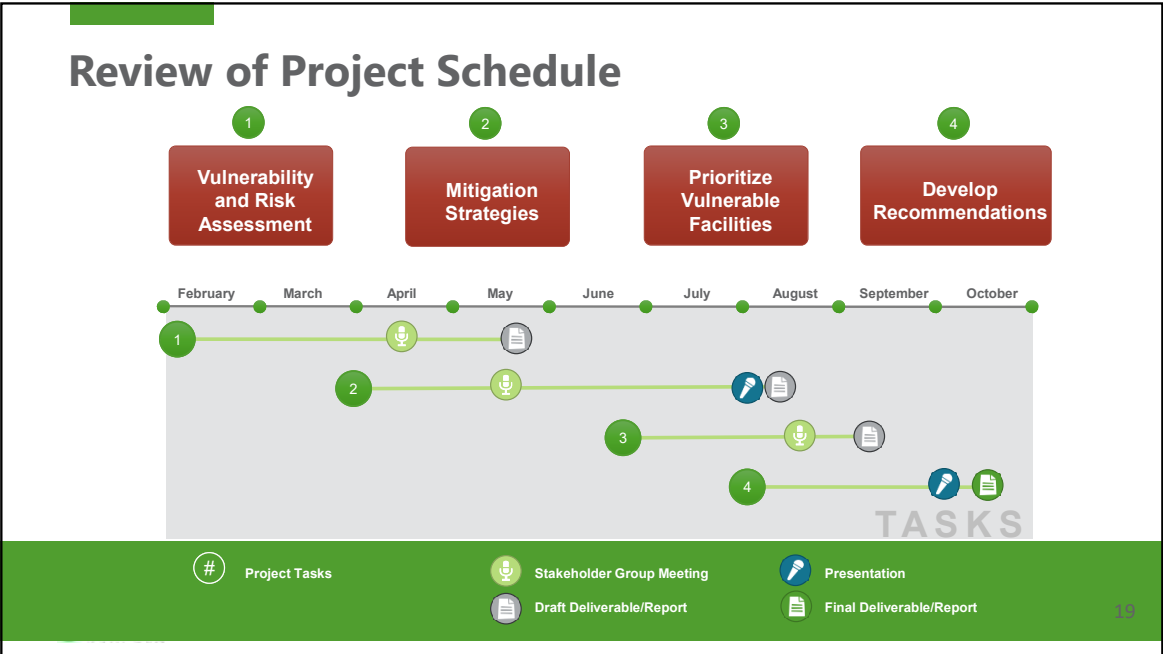 Review of Project Schedule
1
2
3
4
Vulnerability
and Risk
Assessment
Mitigation
Strategies
Prioritize
Vulnerable
Facilities
Develop
Recommendations
February March April May June July August September October
1
2
3
4
TASKS
# Project Tasks
Stakeholder Group Meeting
Presentation
Draft Deliverable/Report
Final Deliverable/Report
19